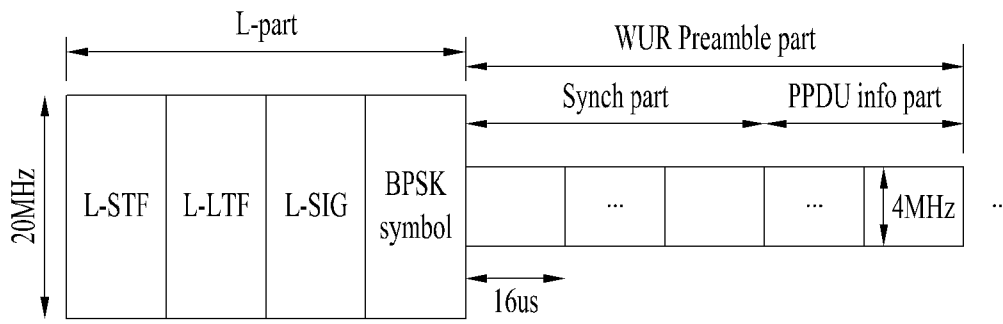 L-part
WUR Preamble part
Synch part
PPDU info part
20MHz
L-STF
L-LTF
L-SIG
BPSK
symbol
...
...
4MHz
..
16us